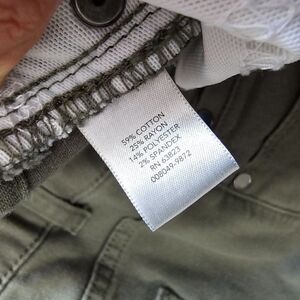 59% COTTON
25% RAYON
14% POLYESTER
2% SPANDEX
RN 63823
008049-9872